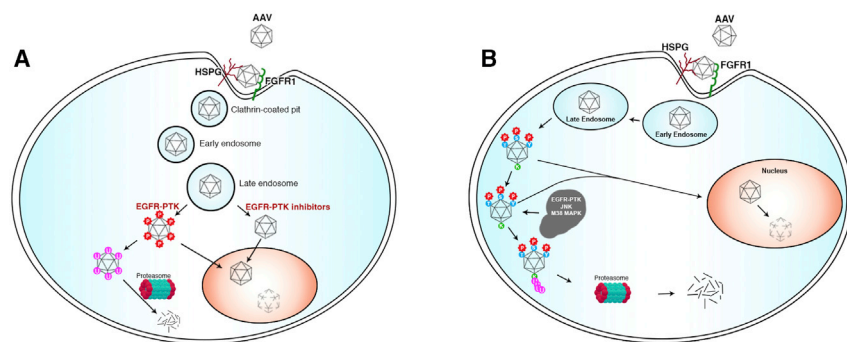 A
AAV
HSPG
FGFR1
Clathrin-coated pit
Early endosome
Late endosome
EGFR-PTK
EGFR-PTK inhibitors
P
P
P
P
P
P
Proteasome
B
AAV
HSPG
FGFR1
Late Endosome
Early Endosome
P
P
P
Nucleus
P
P
P
EGFR-PTK
JNK
M38 MAPK
P
P
P
Proteasome